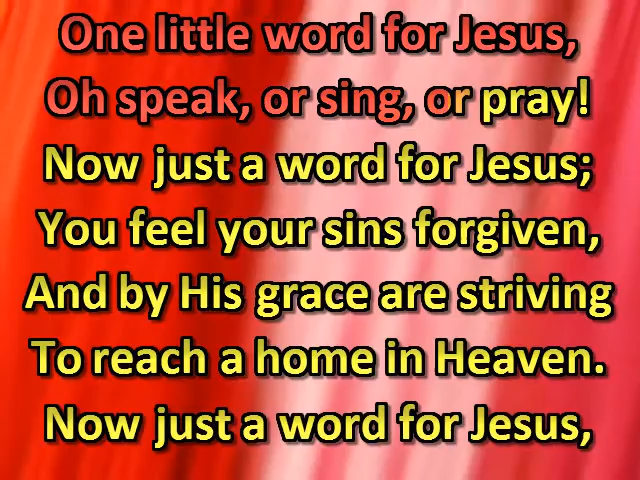 One little word for Jesus,
Oh speak, or sing, or pray!
Now just a word for Jesus;
You feel your sins forgiven,
And by His grace are striving
To reach a home in Heaven.
Now just a word for Jesus,